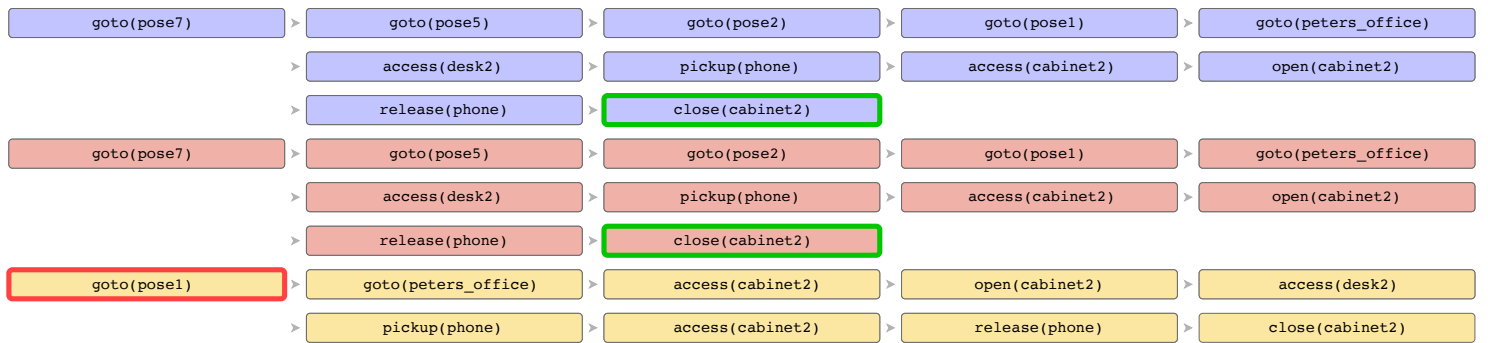 goto(pose7) goto(pose5) goto(pose2) goto(pose1) goto(peters_office)
access(desk2) pickup(phone) access(cabinet2) open(cabinet2)
release(phone) close(cabinet2)
goto(pose7) goto(pose5) goto(pose2) goto(pose1) goto(peters_office)
access(desk2) pickup(phone) access(cabinet2) open(cabinet2)
release(phone) close(cabinet2)
goto(pose1) goto(peters_office) access(cabinet2) open(cabinet2) access(desk2)
pickup(phone) access(cabinet2) release(phone) close(cabinet2)